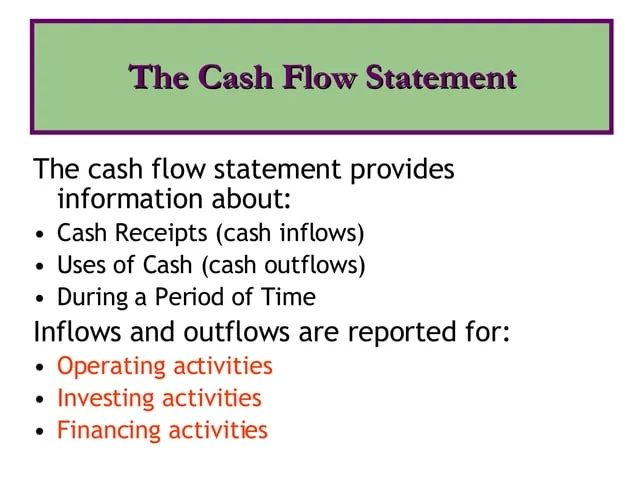 The Cash Flow Statement
The cash flow statement provides
information about:
• Cash Receipts (cash inflows)
• Uses of Cash (cash outflows)
• During a Period of Time
Inflows and outflows are reported for:
• Operating activities
• Investing activities
• Financing activities